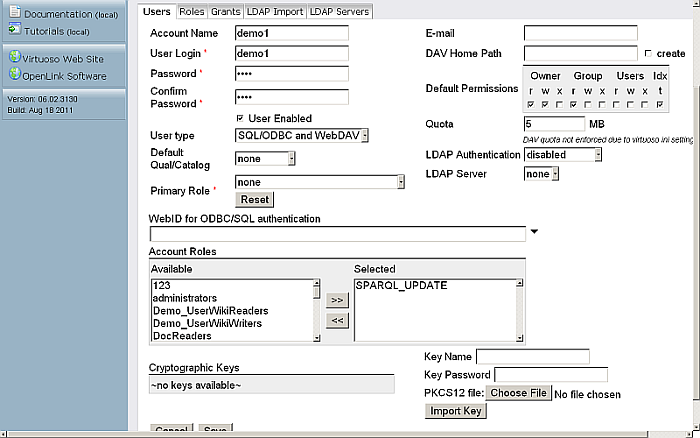 Documentation (local)
Tutorials (local)
Virtuoso Web Site
OpenLink Software
Version: 06.02.3130
Build: Aug 18 2011
Users Roles Grants LDAP Import LDAP Servers
Account Name demo1
User Login * demo1
Password * ••••
Confirm
Password * ••••
User Enabled
User type SQL/ODBC and WebDAV
Default
Qual/Catalog none
Primary Role * none
Reset
E-mail
DAV Home Path create
Default Permissions
Owner Group Users Idx
r w x r w x r w x t
Quota 5 MB
DAV quota not enforced due to virtuoso ini setting
LDAP Authentication disabled
LDAP Server none
WebID for ODBC/SQL authentication
Account Roles
Available
123
administrators
Demo_UserWikiReaders
Demo_UserWikiWriters
DocReaders
>>
<<
Selected
SPARQL_UPDATE
Cryptographic Keys
~no keys available~
Key Name
Key Password
PKCS12 file: Choose File No file chosen
Import Key
Cancel Save